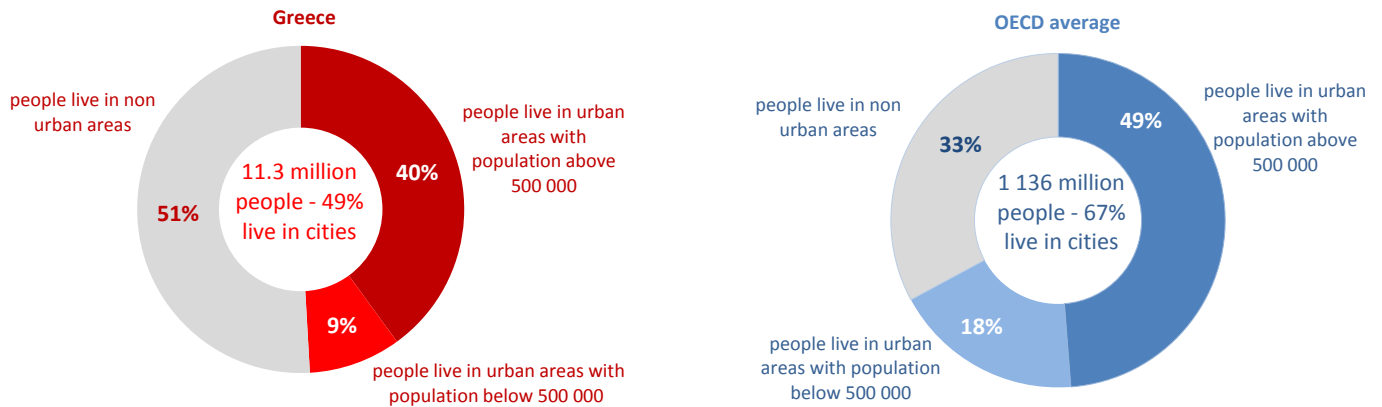 Greece
people live in non
urban areas
people live in urban
areas with
population above
500 000
40%
11.3 million
people - 49%
live in cities
51%
9%
people live in urban areas with
population below 500 000
OECD average
people live in non
urban areas
people live in urban
areas with
population above
500 000
49%
33%
1 136 million
people - 67%
live in cities
18%
people live in urban
areas with population
below 500 000